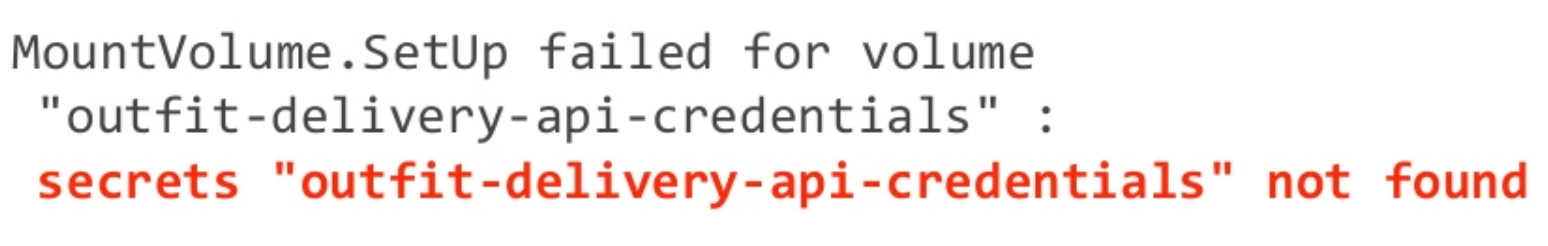 MountVolume.SetUp failed for volume
"outfit-delivery-api-credentials" :
secrets "outfit-delivery-api-credentials" not found